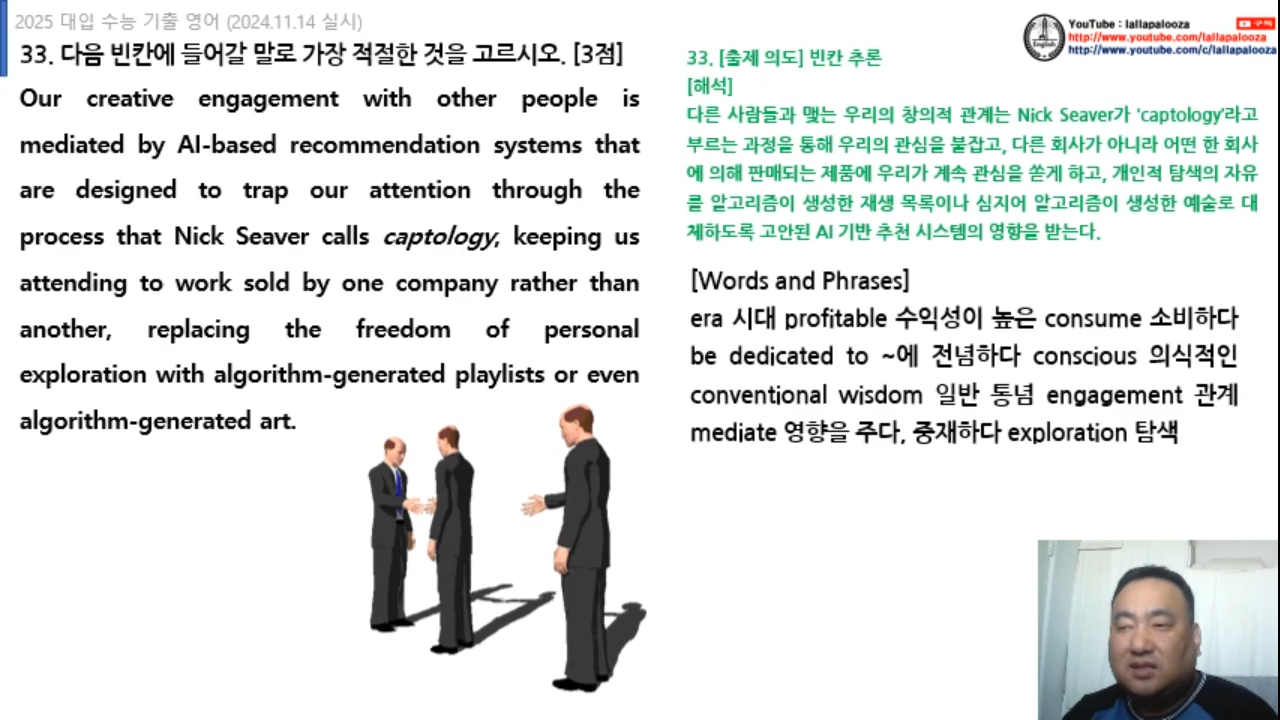 2025 대입 수능 기출 영어 (2024.11.14 실시)
33. 다음 빈칸에 들어갈 말로 가장 적절한 것을 고르시오. [3점]
Our creative engagement with other people is
mediated by AI-based recommendation systems that
are designed to trap our attention through the
process that Nick Seaver calls captology, keeping us
attending to work sold by one company rather than
another, replacing the freedom of personal
exploration with algorithm-generated playlists or even
algorithm-generated art.
English
YouTube : lallapalooza
구독
http://www.youtube.com/lallapalooza
http://www.youtube.com/c/lallapalooza
33. [출제 의도] 빈칸 추론
[해석]
다른 사람들과 맺는 우리의 창의적 관계는 Nick Seaver가 'captology'라고
부르는 과정을 통해 우리의 관심을 붙잡고, 다른 회사가 아니라 어떤 한 회사
에 의해 판매되는 제품에 우리가 계속 관심을 쏟게 하고, 개인적 탐색의 자유
를 알고리즘이 생성한 재생 목록이나 심지어 알고리즘이 생성한 예술로 대
체하도록 고안된 AI 기반 추천 시스템의 영향을 받는다.
[Words and Phrases]
era 시대 profitable 수익성이 높은 consume 소비하다
be dedicated to ~에 전념하다 conscious 의식적인
conventional wisdom 일반 통념 engagement 관계
mediate 영향을 주다, 중재하다 exploration 탐색